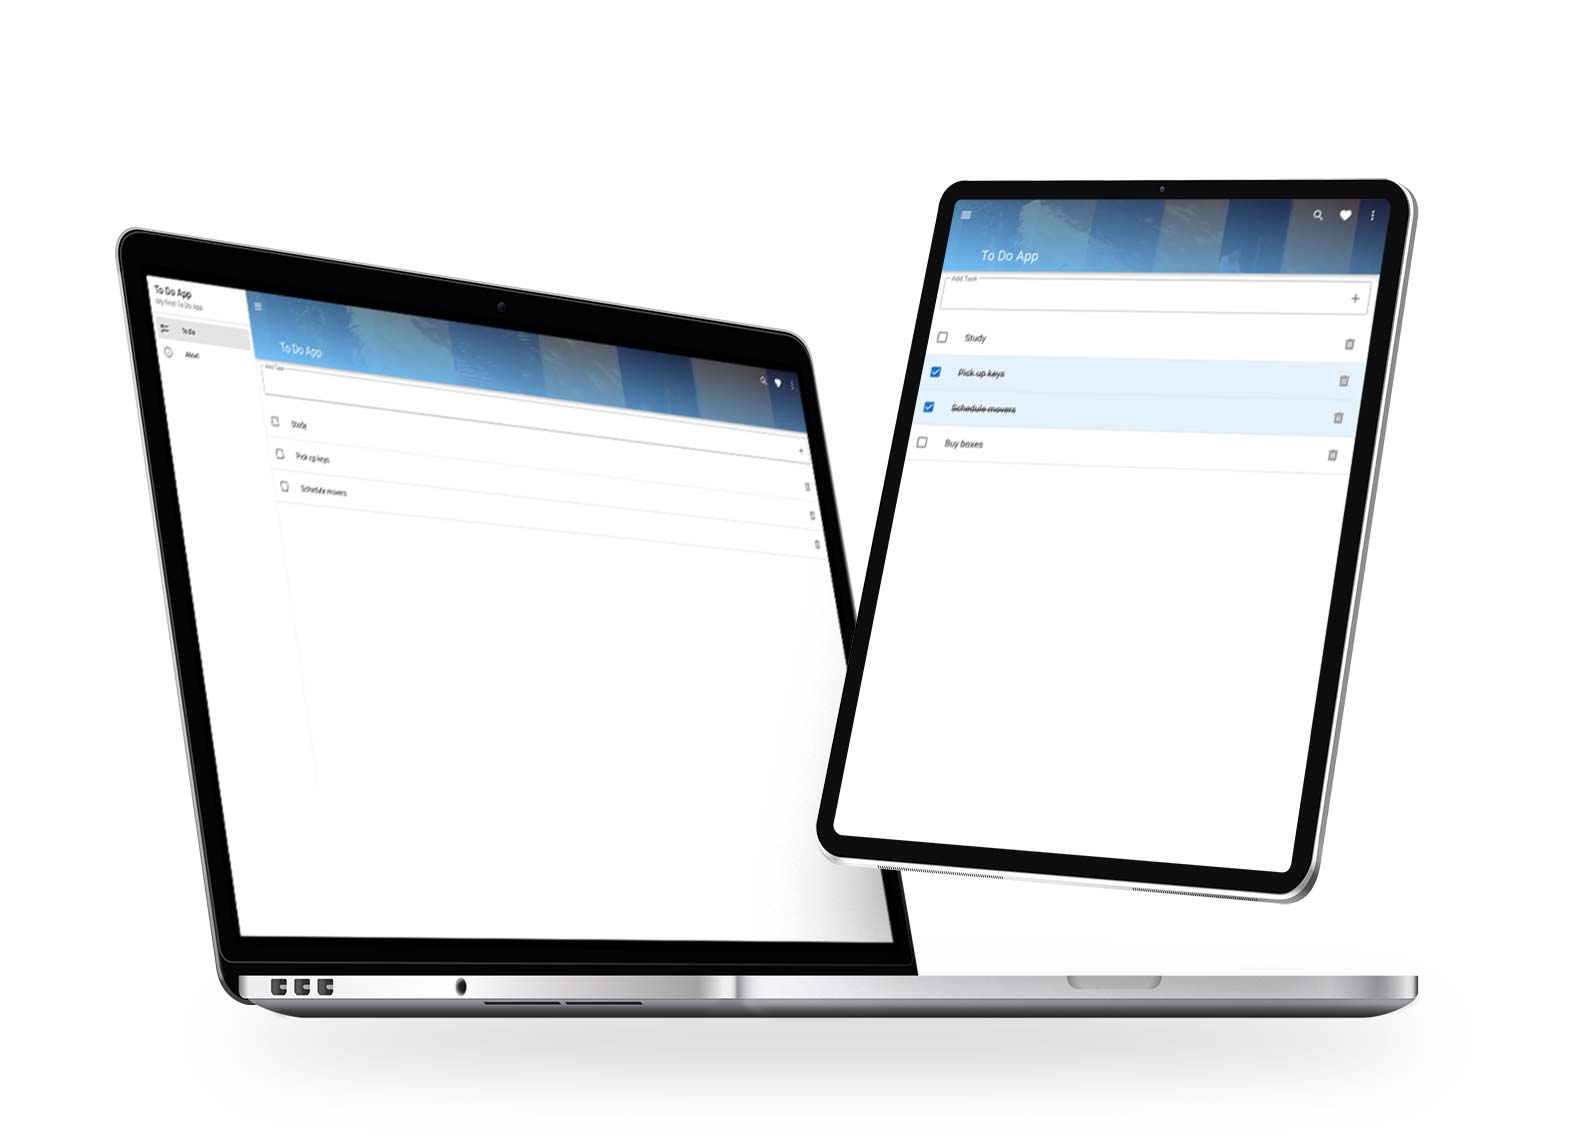 To Do App
My First To Do App
To Do
About
To Do App
Add Task
Study
Pick up keys
Schedule movers
To Do App
Add Task
Study
Pick up keys
Schedule movers
Buy boxes